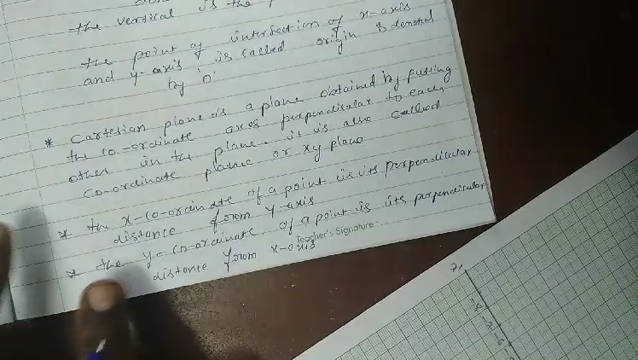 the vertical is the
the point of intersection of x-axis
and y-axis is called origin & denoted
by 'O'
* Cartesian plane is a plane obtained by putting
the co-ordinate axes perpendicular to each
other in the plane. is is also called
co-ordinate plane or xy plane
* the x-co-ordinate of a point is its perpendicular
distance from y-axis
* the y-co-ordinate of a point is its perpendicular
distance from x-axis
Teacher's Signature :